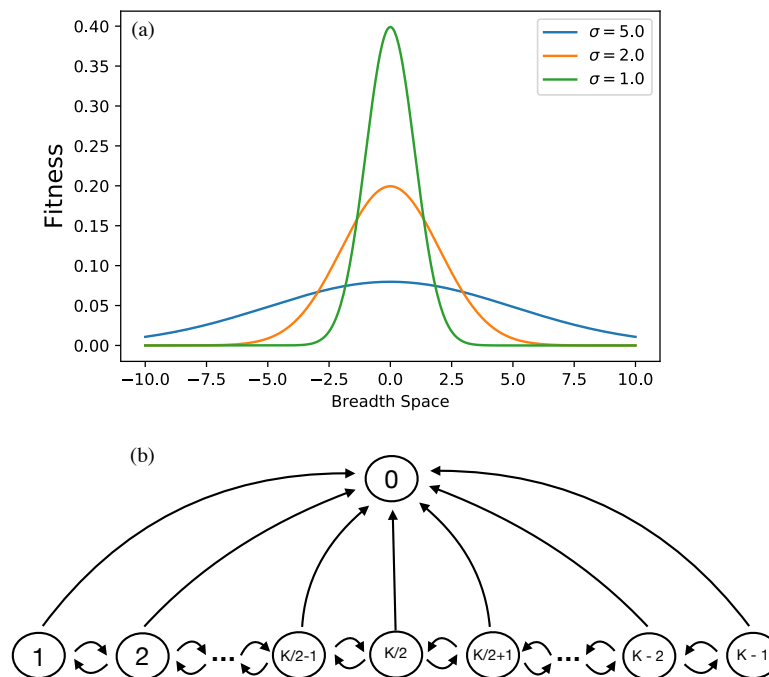 (a)
σ = 5.0
σ = 2.0
σ = 1.0
Fitness
0.40
0.35
0.30
0.25
0.20
0.15
0.10
0.05
0.00
−10.0 −7.5 −5.0 −2.5 0.0 2.5 5.0 7.5 10.0
Breadth Space
(b)
0
1 2 ... K/2-1 K/2 K/2+1 ... K - 2 K - 1